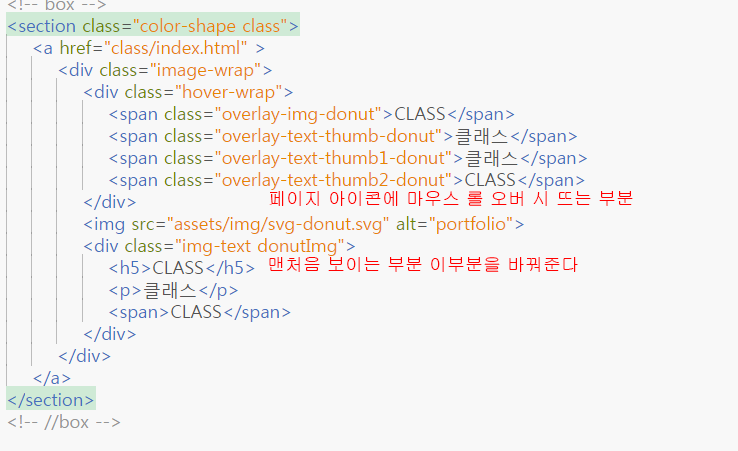 <!-- box -->
<section class="color-shape class">
<a href="class/index.html" >
<div class="image-wrap">
<div class="hover-wrap">
<span class="overlay-img-donut">CLASS</span>
<span class="overlay-text-thumb-donut">클래스</span>
<span class="overlay-text-thumb1-donut">클래스</span>
<span class="overlay-text-thumb2-donut">CLASS</span>
</div>
페이지 아이콘에 마우스 롤 오버 시 뜨는 부분
<img src="assets/img/svg-donut.svg" alt="portfolio">
<div class="img-text donutImg">
<h5>CLASS</h5> 맨처음 보이는 부분 이부분을 바꿔준다
<p>클래스</p>
<span>CLASS</span>
</div>
</div>
</a>
</section>
<!-- //box -->